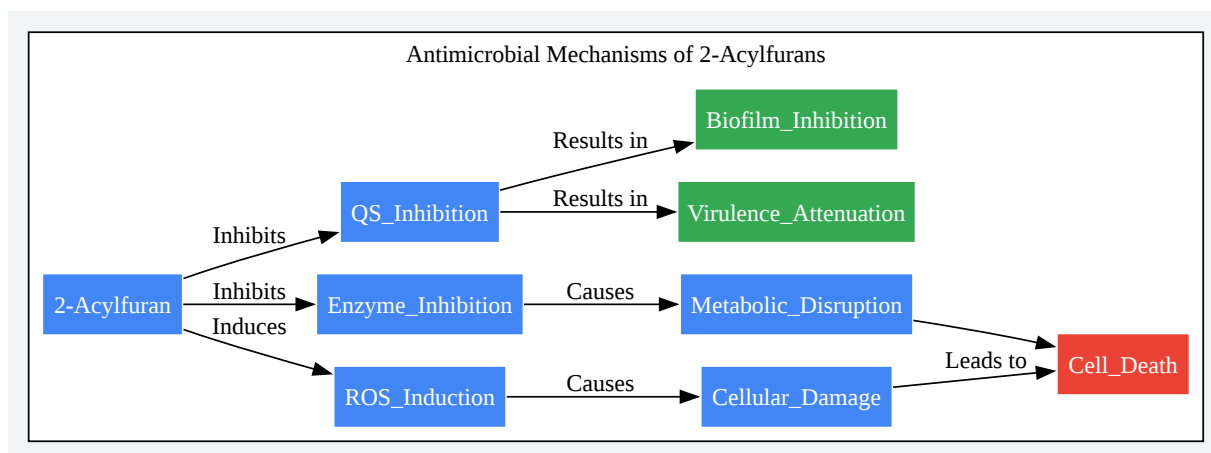 Antimicrobial Mechanisms of 2-Acylfurans
Biofilm_Inhibition
Results in
QS_Inhibition
Results in
Virulence_Attenuation
Inhibits
2-Acylfuran
Inhibits
Enzyme_Inhibition
Causes
Metabolic_Disruption
Induces
Leads to
Cell_Death
ROS_Induction
Causes
Cellular_Damage